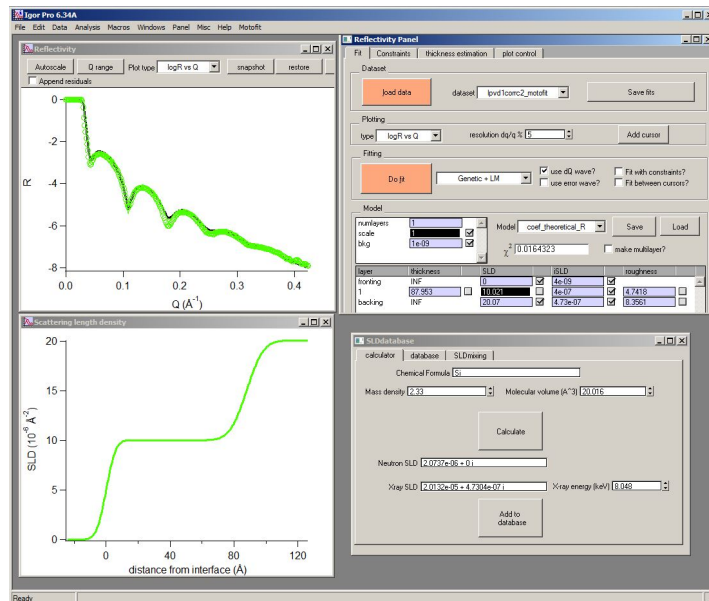 Igor Pro 6.34A
File Edit Data Analysis Macros Windows Panel Misc Help Motofit
Reflectivity
Autoscale Q range Plot type logR vs Q snapshot restore
Append residuals
0
-2
-4
-6
-8
R
0.0 0.1 0.2 0.3 0.4
Q (Å⁻¹)
Reflectivity Panel
Fit Constraints thickness estimation plot control
Dataset
load data dataset lpvd1corrc2_motofit Save fits
Plotting
type logR vs Q resolution dq/q % 5 Add cursor
Fitting
Do fit Genetic + LM use dQ wave? Fit with constraints?
use error wave? Fit between cursors?
Model
numlayers 1
scale 1
bkg 1e-09
Model coef_theoretical_R Save Load
χ² 0.0164323 make multilayer?
layer thickness SLD iSLD roughness
fronting INF 0 4e-09
1 87.953 10.021 4e-07 4.7418
backing INF 20.07 4.73e-07 8.3561
Scattering length density
20
15
10
5
0
SLD (10⁻⁶ Å⁻²)
0 40 80 120
distance from interface (Å)
SLDdatabase
calculator database SLDmixing
Chemical Formula Si
Mass density 2.33 Molecular volume (A^3) 20.016
Calculate
Neutron SLD 2.0737e-06 + 0 i
Xray SLD 2.0132e-05 + 4.7304e-07 i X-ray energy (keV) 8.048
Add to
database
Ready